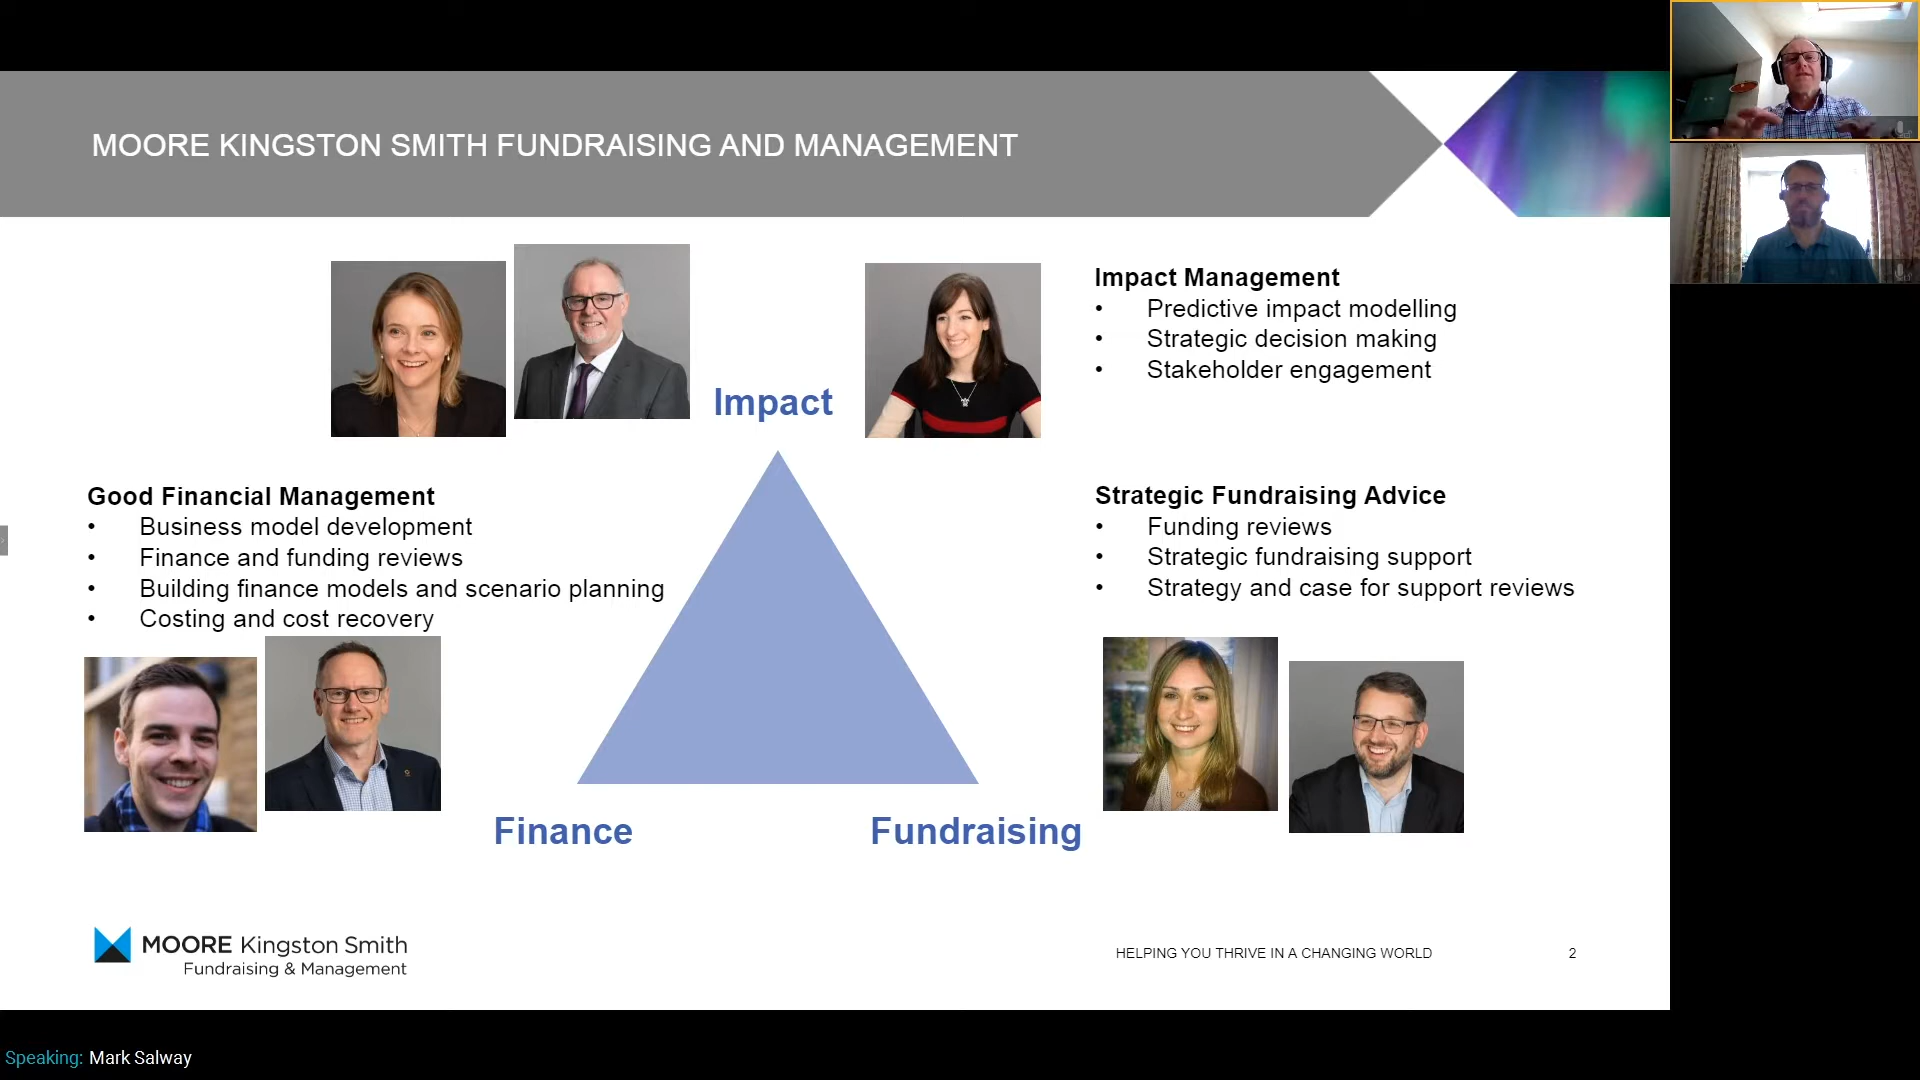 MOORE KINGSTON SMITH FUNDRAISING AND MANAGEMENT
Impact Management
• Predictive impact modelling
• Strategic decision making
• Stakeholder engagement
Impact
Good Financial Management
• Business model development
• Finance and funding reviews
• Building finance models and scenario planning
• Costing and cost recovery
Strategic Fundraising Advice
• Funding reviews
• Strategic fundraising support
• Strategy and case for support reviews
Finance
Fundraising
MOORE Kingston Smith
Fundraising & Management
HELPING YOU THRIVE IN A CHANGING WORLD
2
Speaking: Mark Salway